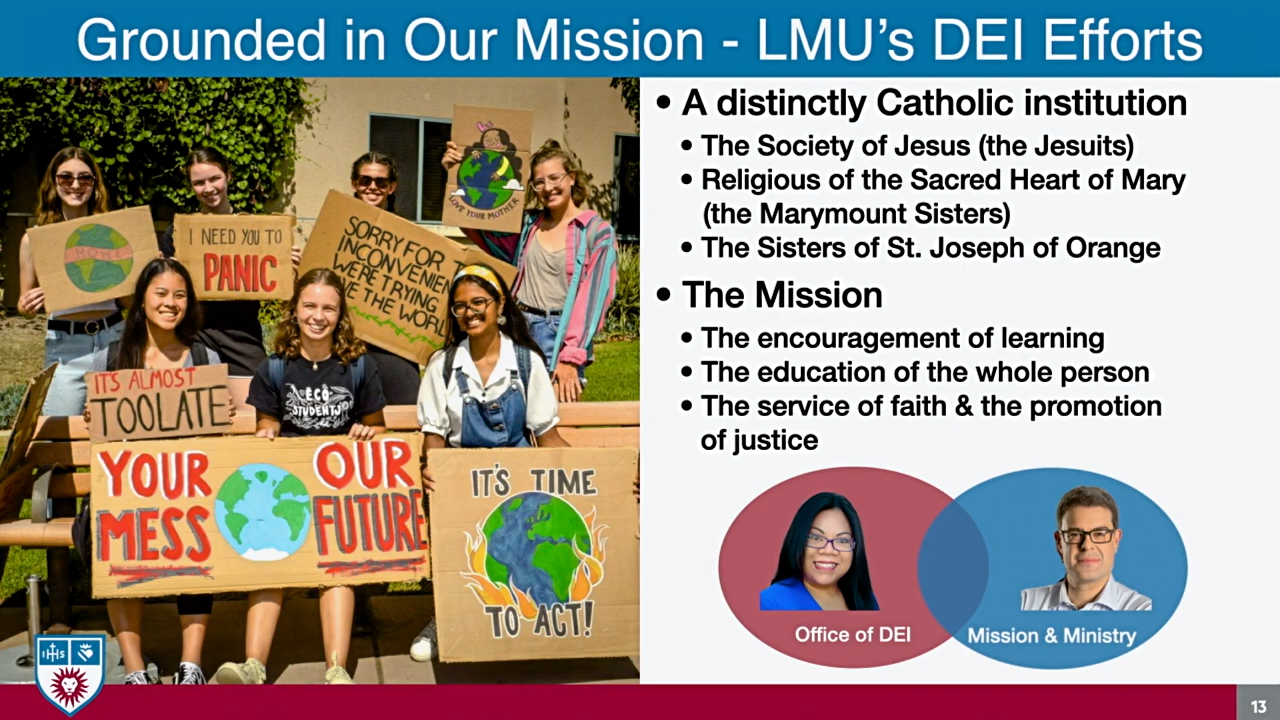 Grounded in Our Mission - LMU's DEI Efforts
HOME
I NEED YOU TO
PANIC
SORRY FOR
INCONVENIEN
WE'RE TRYING
THE WORL
LOVE YOUR MOTHER
IT'S ALMOST
TOO LATE
ECO
STUDENTS
YOUR
MESS
OUR
FUTURE
IT'S TIME
TO ACT!
IHS
• A distinctly Catholic institution
• The Society of Jesus (the Jesuits)
• Religious of the Sacred Heart of Mary
(the Marymount Sisters)
• The Sisters of St. Joseph of Orange
• The Mission
• The encouragement of learning
• The education of the whole person
• The service of faith & the promotion
of justice
Office of DEI
Mission & Ministry
13